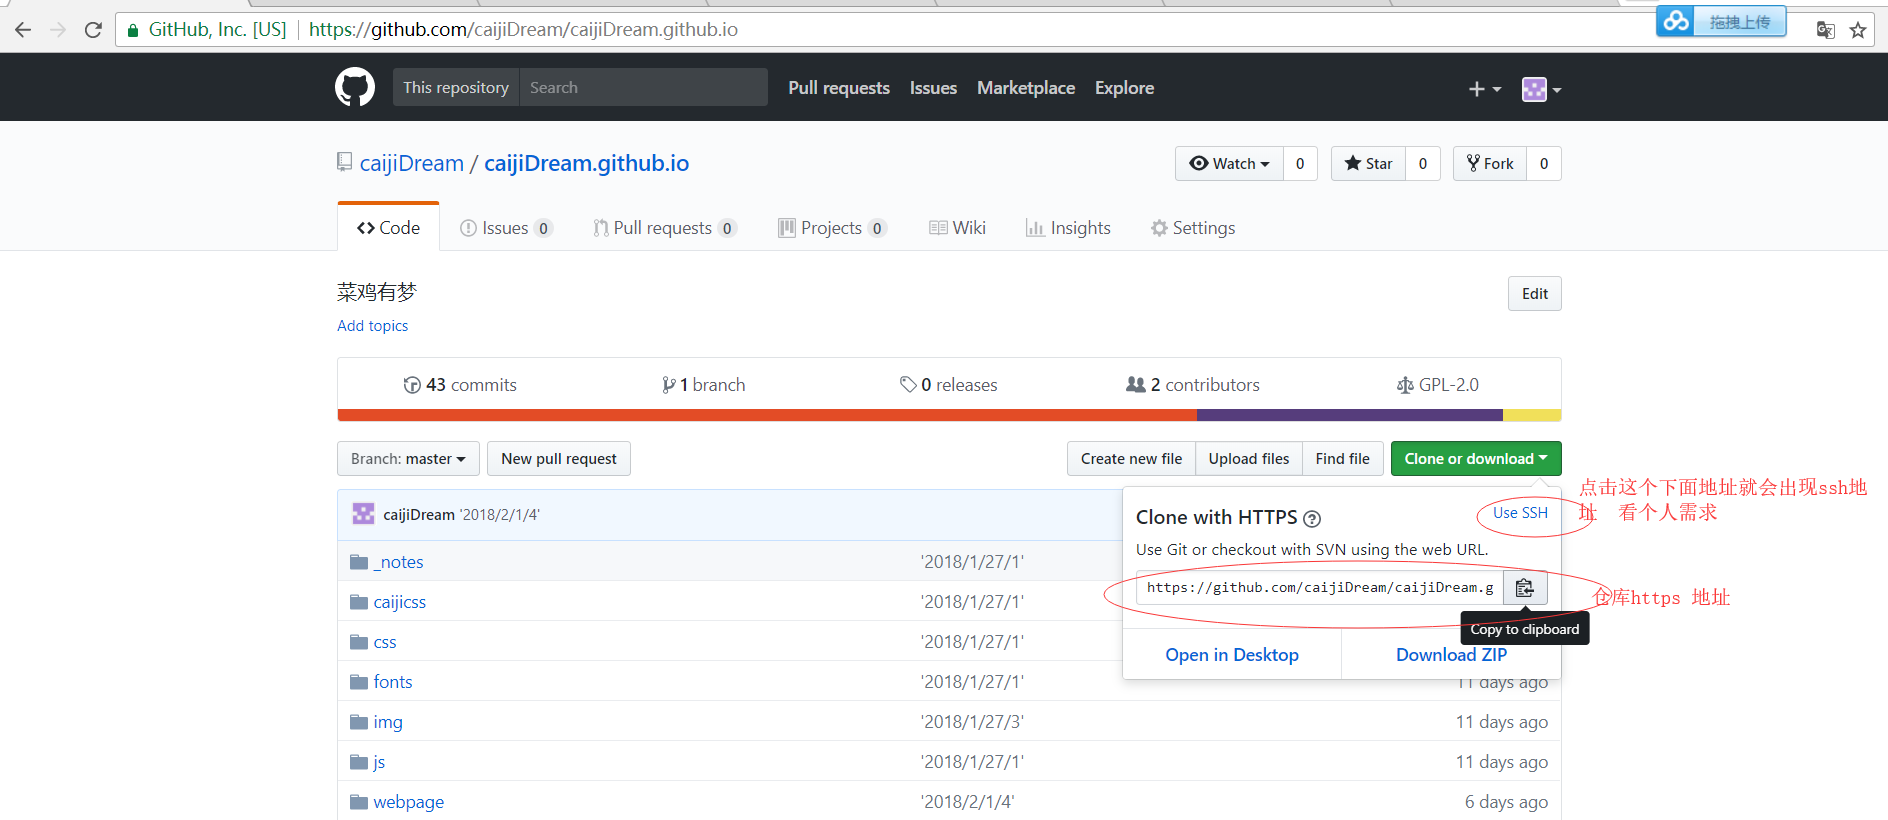 GitHub, Inc. [US] https://github.com/caijiDream/caijiDream.github.io
拖拽上传
This repository Search Pull requests Issues Marketplace Explore
caijiDream / caijiDream.github.io
Watch 0 Star 0 Fork 0
Code Issues 0 Pull requests 0 Projects 0 Wiki Insights Settings
菜鸡有梦
Edit
Add topics
43 commits 1 branch 0 releases 2 contributors GPL-2.0
Branch: master New pull request Create new file Upload files Find file Clone or download
点击这个下面地址就会出现ssh地
址 看个人需求
caijiDream '2018/2/1/4'
Clone with HTTPS Use SSH
Use Git or checkout with SVN using the web URL.
https://github.com/caijiDream/caijiDream.g
仓库https 地址
Copy to clipboard
Open in Desktop Download ZIP
_notes '2018/1/27/1'
caijicss '2018/1/27/1'
css '2018/1/27/1'
fonts '2018/1/27/1' 11 days ago
img '2018/1/27/3' 11 days ago
js '2018/1/27/1' 11 days ago
webpage '2018/2/1/4' 6 days ago